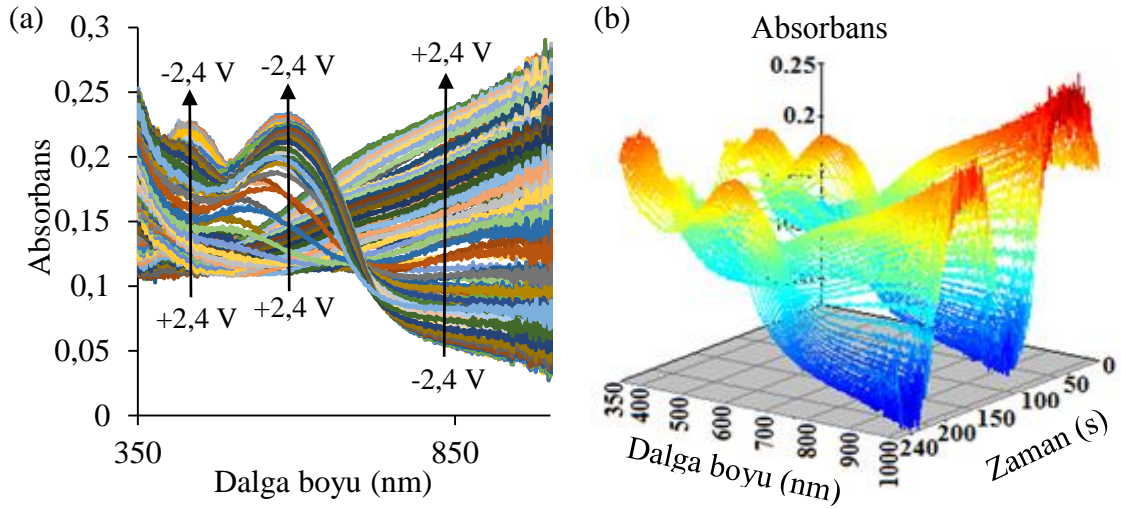 (a)
0,3
0,25
0,2
0,15
0,1
0,05
0
Absorbans
-2,4 V
-2,4 V
+2,4 V
+2,4 V
+2,4 V
-2,4 V
350
850
Dalga boyu (nm)
(b)
Absorbans
0.25
0.2
350
400
500
600
700
800
900
1000
Dalga boyu (nm)
240
200
150
100
50
0
Zaman (s)